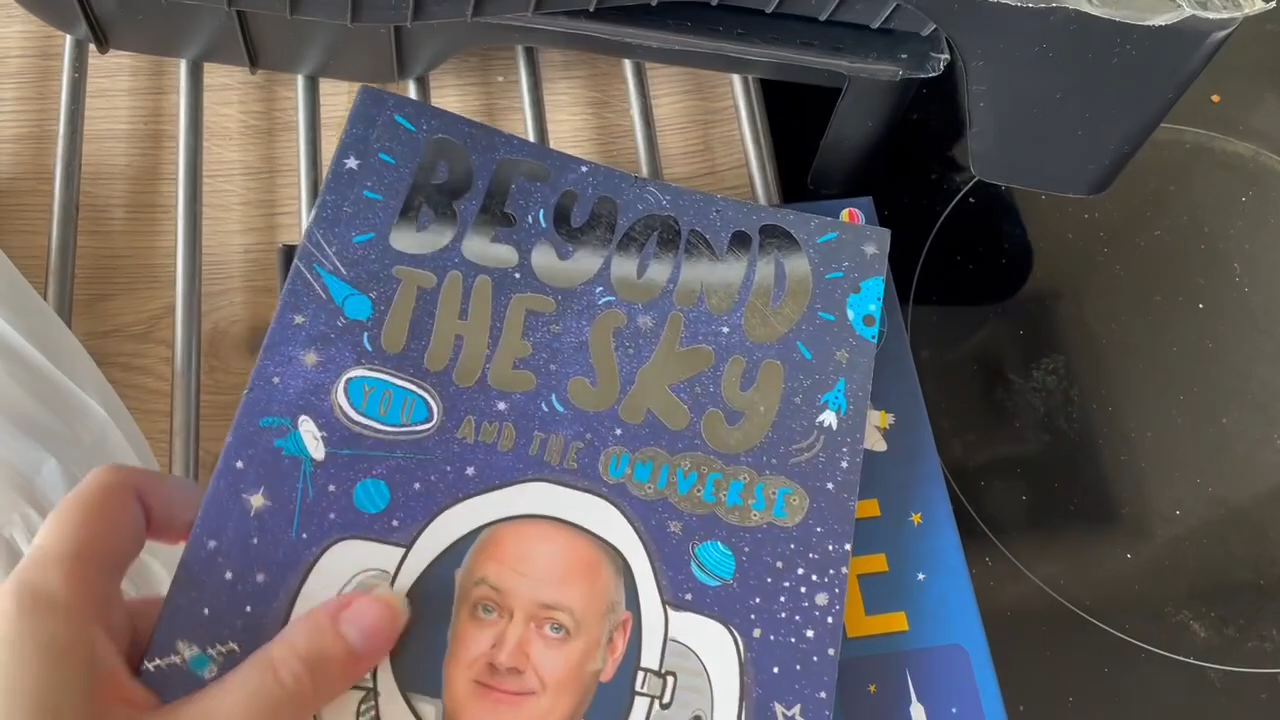 BEYOND
THE SKY
YOU
AND THE
UNIVERSE
E